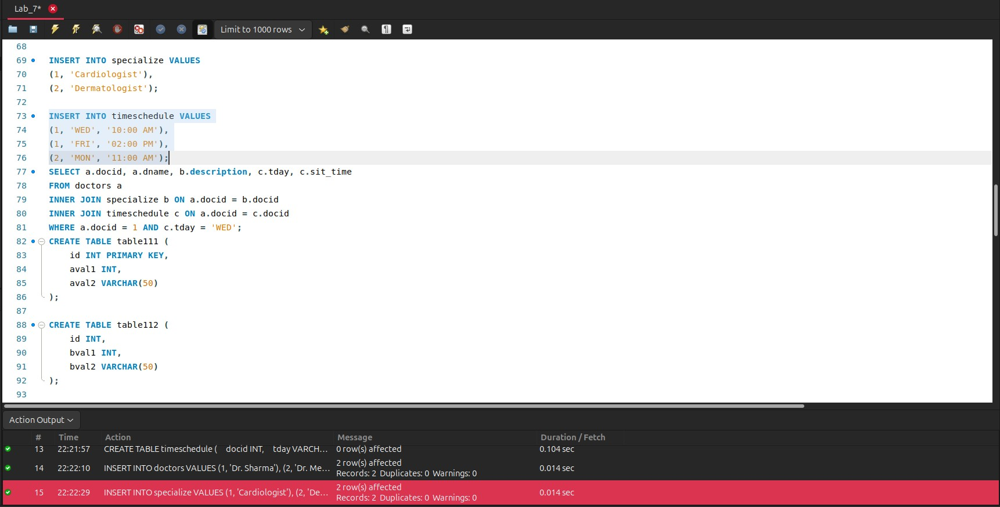 Lab_7*
Limit to 1000 rows
68
69 INSERT INTO specialize VALUES
70 (1, 'Cardiologist'),
71 (2, 'Dermatologist');
72
73 INSERT INTO timeschedule VALUES
74 (1, 'WED', '10:00 AM'),
75 (1, 'FRI', '02:00 PM'),
76 (2, 'MON', '11:00 AM');
77 SELECT a.docid, a.dname, b.description, c.tday, c.sit_time
78 FROM doctors a
79 INNER JOIN specialize b ON a.docid = b.docid
80 INNER JOIN timeschedule c ON a.docid = c.docid
81 WHERE a.docid = 1 AND c.tday = 'WED';
82 CREATE TABLE table111 (
83     id INT PRIMARY KEY,
84     aval1 INT,
85     aval2 VARCHAR(50)
86 );
87
88 CREATE TABLE table112 (
89     id INT,
90     bval1 INT,
91     bval2 VARCHAR(50)
92 );
93
Action Output
# Time Action Message Duration / Fetch
13 22:21:57 CREATE TABLE timeschedule (    docid INT,    tday VARCH... 0 row(s) affected 0.104 sec
14 22:22:10 INSERT INTO doctors VALUES (1, 'Dr. Sharma'), (2, 'Dr. Me... 2 row(s) affected 0.014 sec
Records: 2 Duplicates: 0 Warnings: 0
15 22:22:29 INSERT INTO specialize VALUES (1, 'Cardiologist'), (2, 'De... 2 row(s) affected 0.014 sec
Records: 2 Duplicates: 0 Warnings: 0